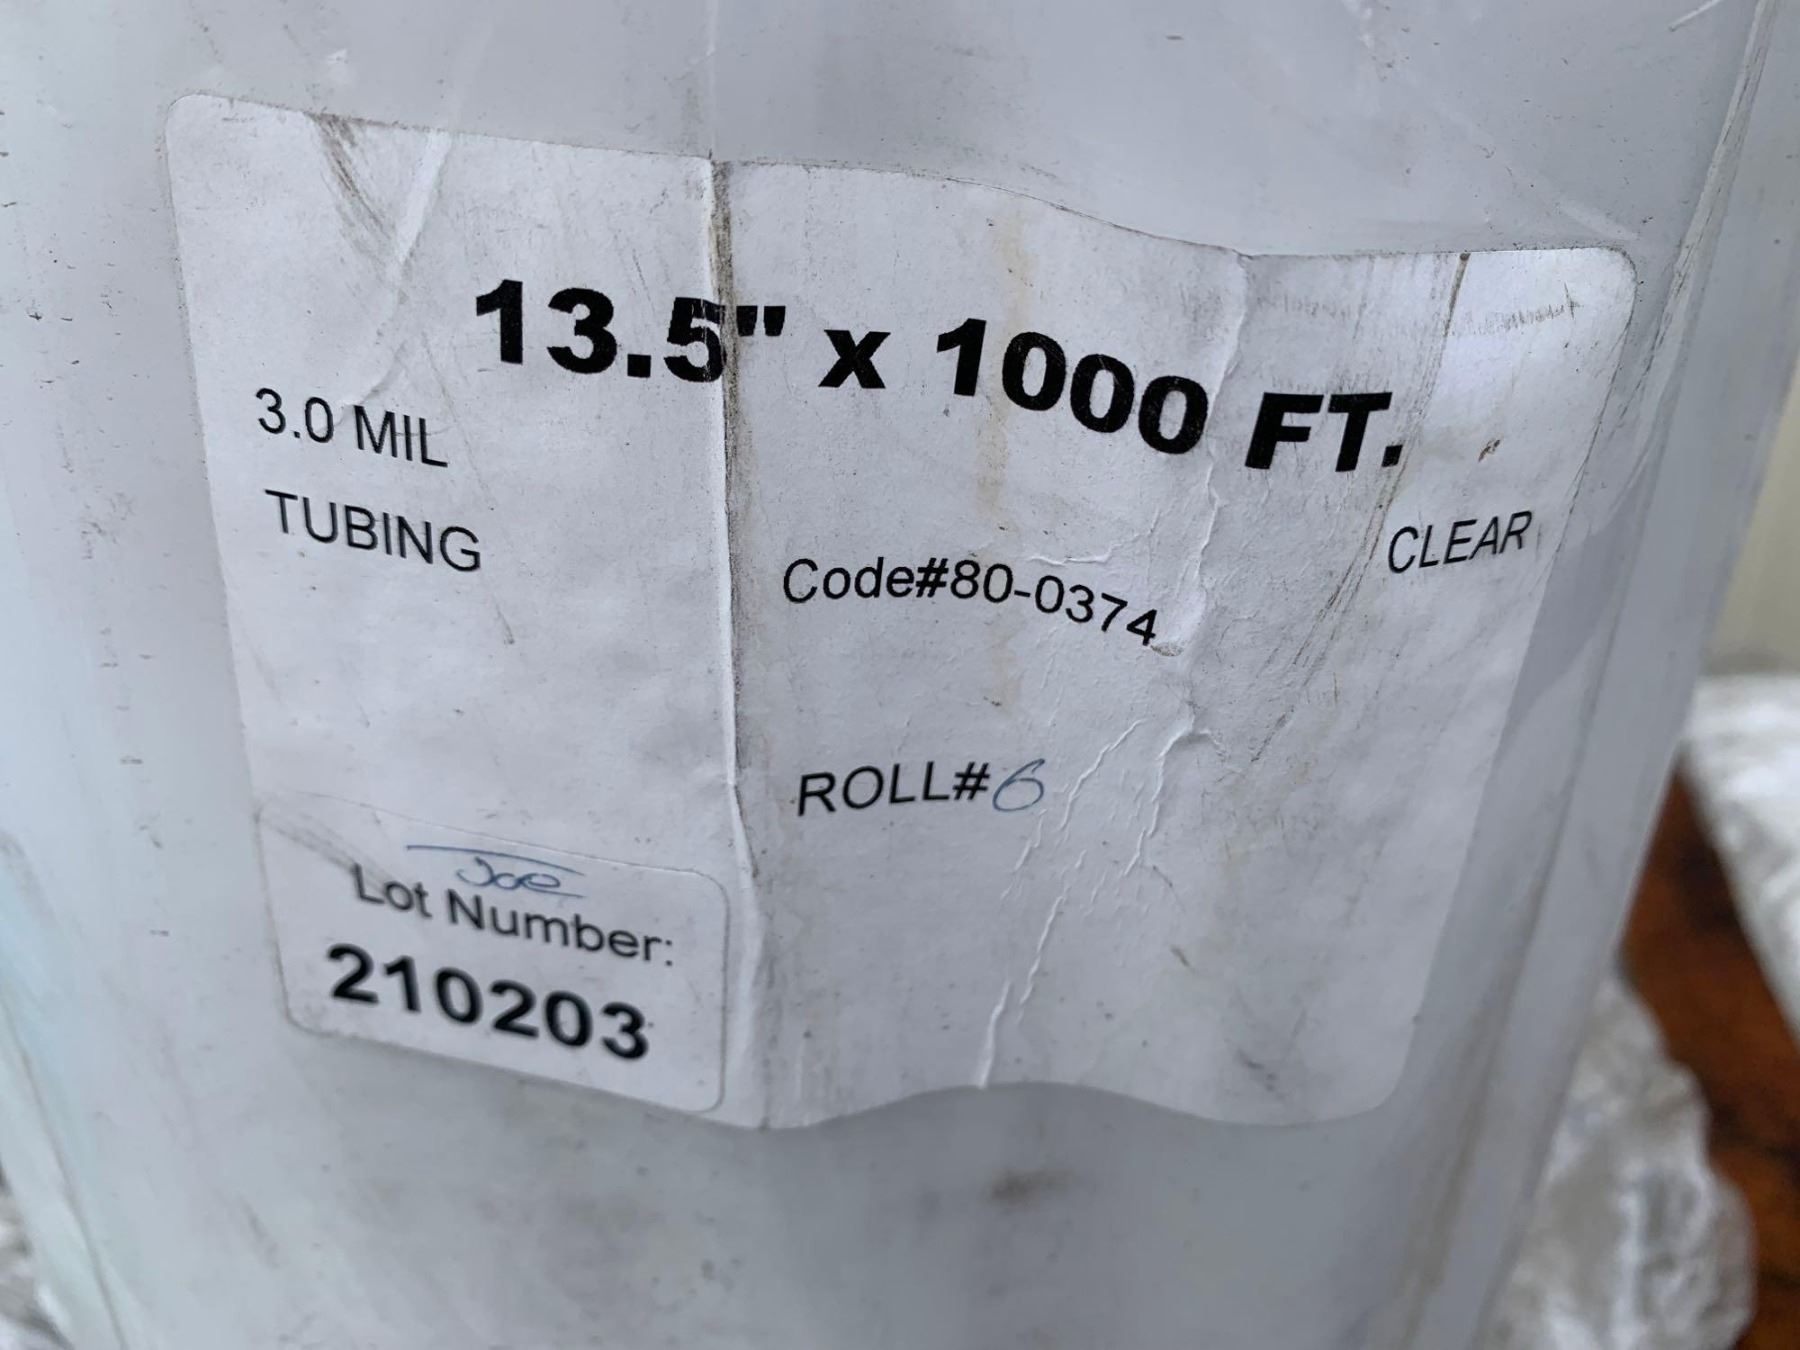 13.5" x 1000 FT.
3.0 MIL
TUBING
CLEAR
Code#80-0374
ROLL#6
Joe
Lot Number:
210203